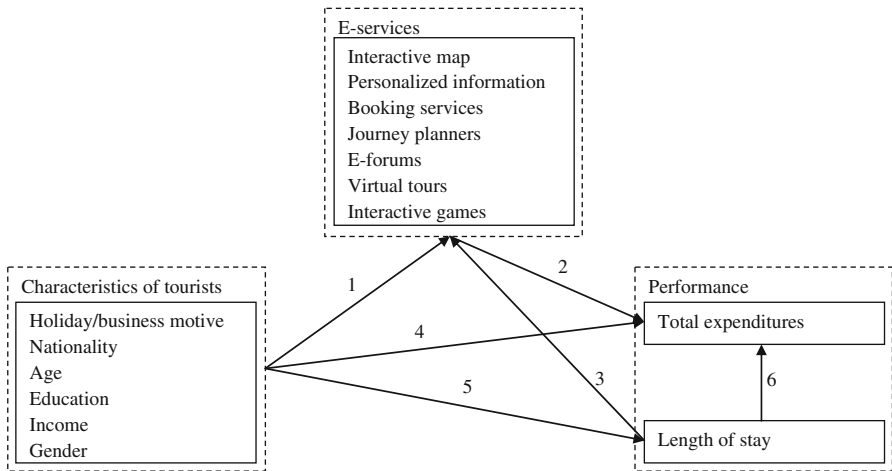 E-services
Interactive map
Personalized information
Booking services
Journey planners
E-forums
Virtual tours
Interactive games
1
2
Characteristics of tourists
Holiday/business motive
Nationality
Age
Education
Income
Gender
4
5
3
Performance
Total expenditures
6
Length of stay